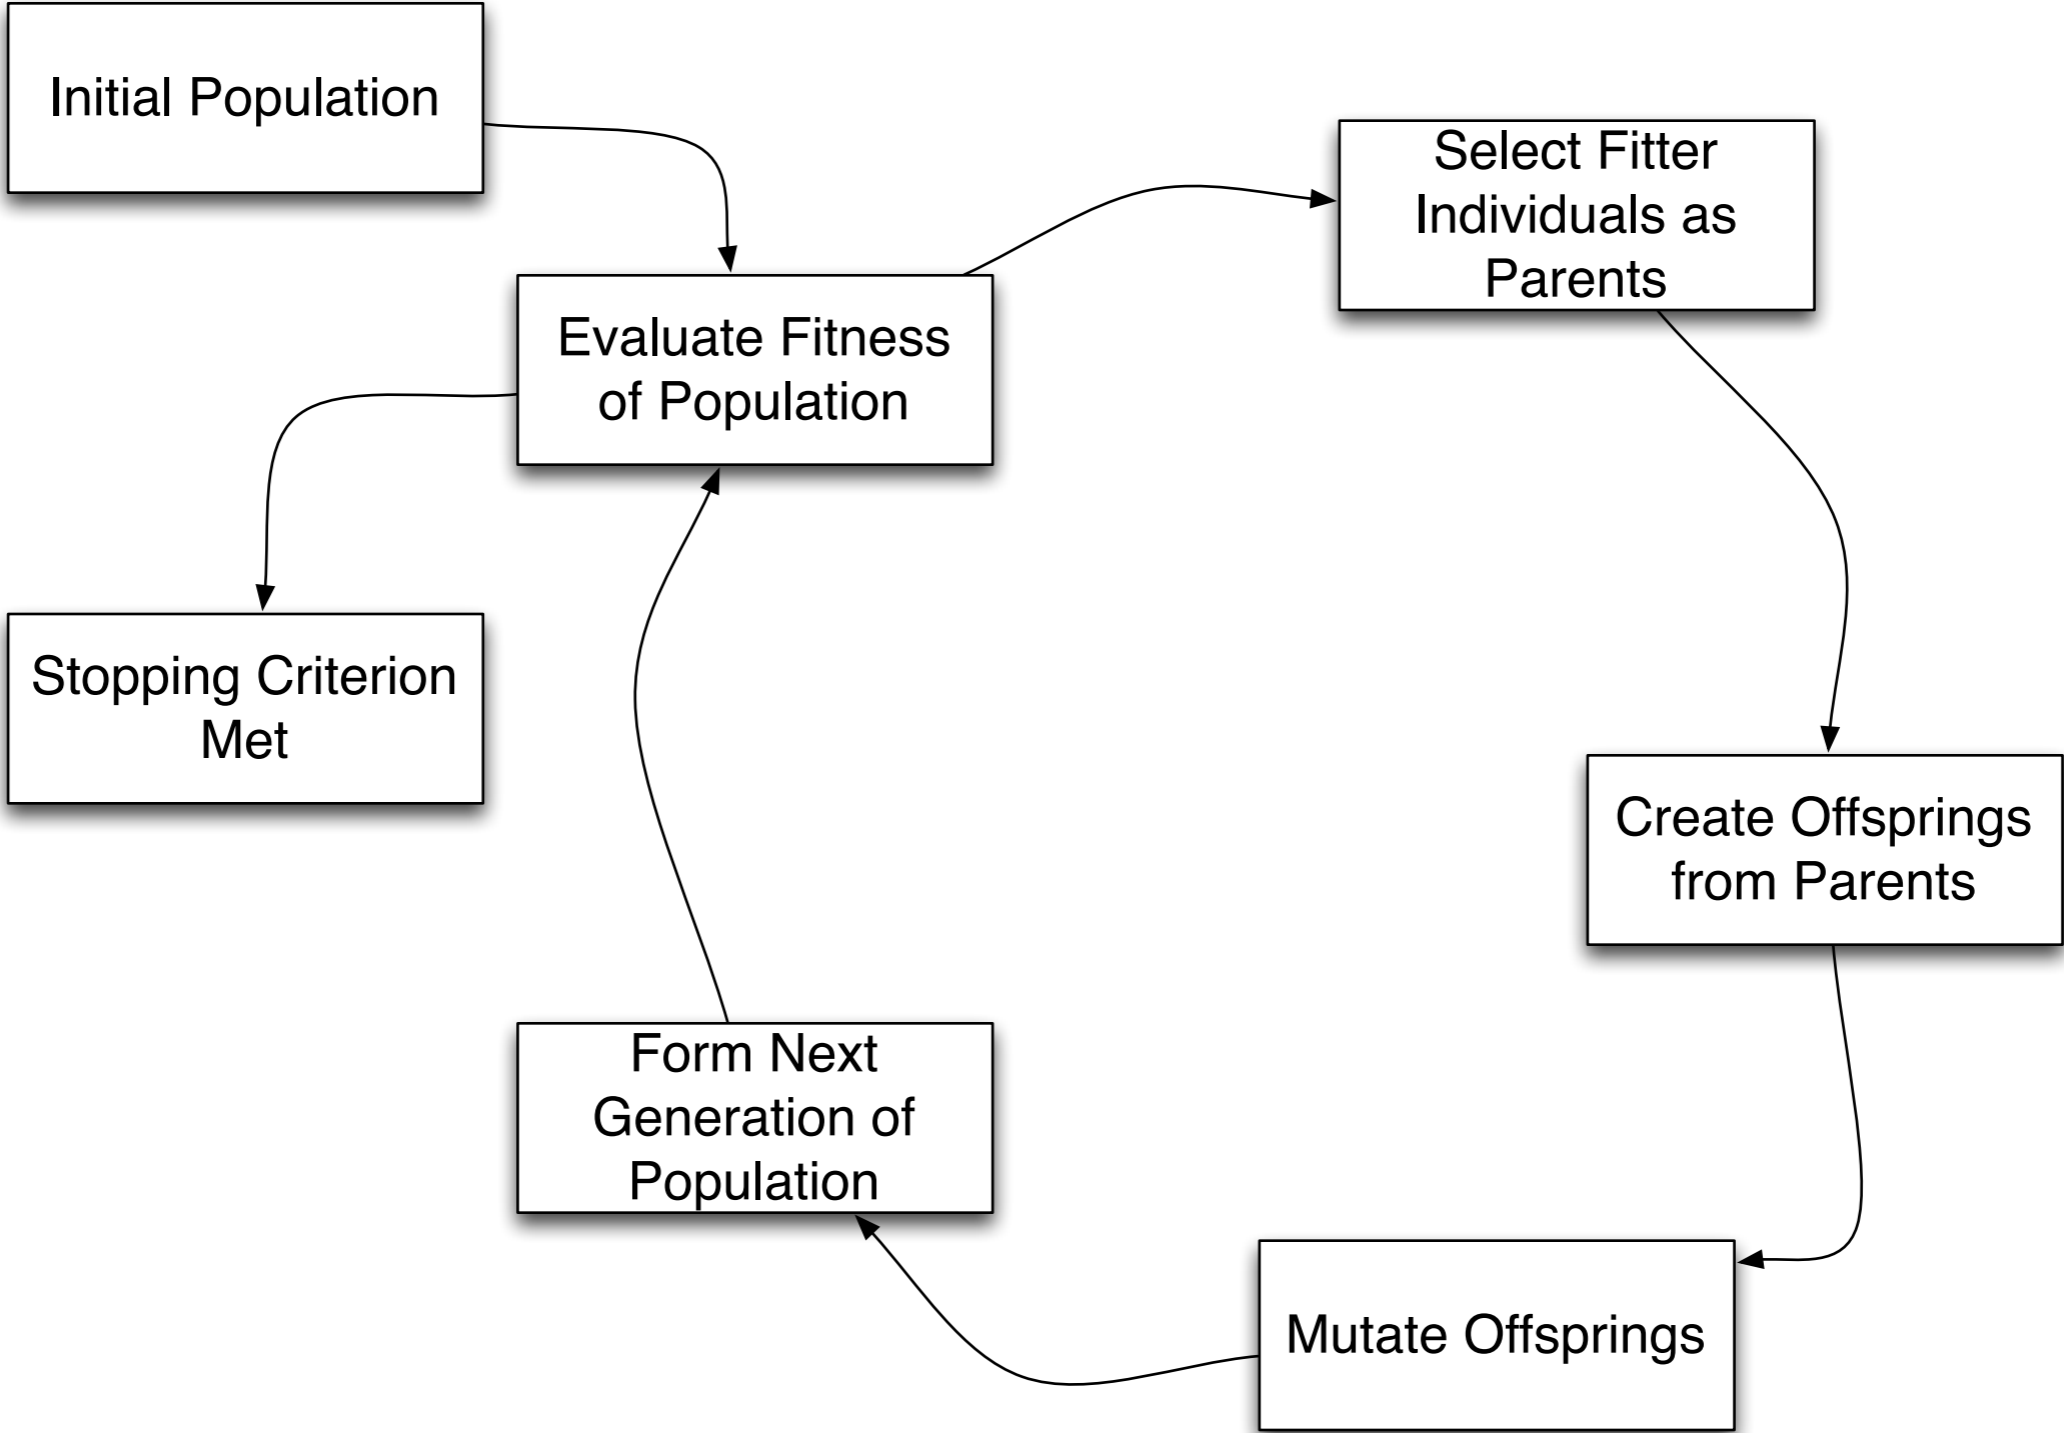 Initial Population
Select Fitter
Individuals as
Parents
Evaluate Fitness
of Population
Stopping Criterion
Met
Create Offsprings
from Parents
Form Next
Generation of
Population
Mutate Offsprings